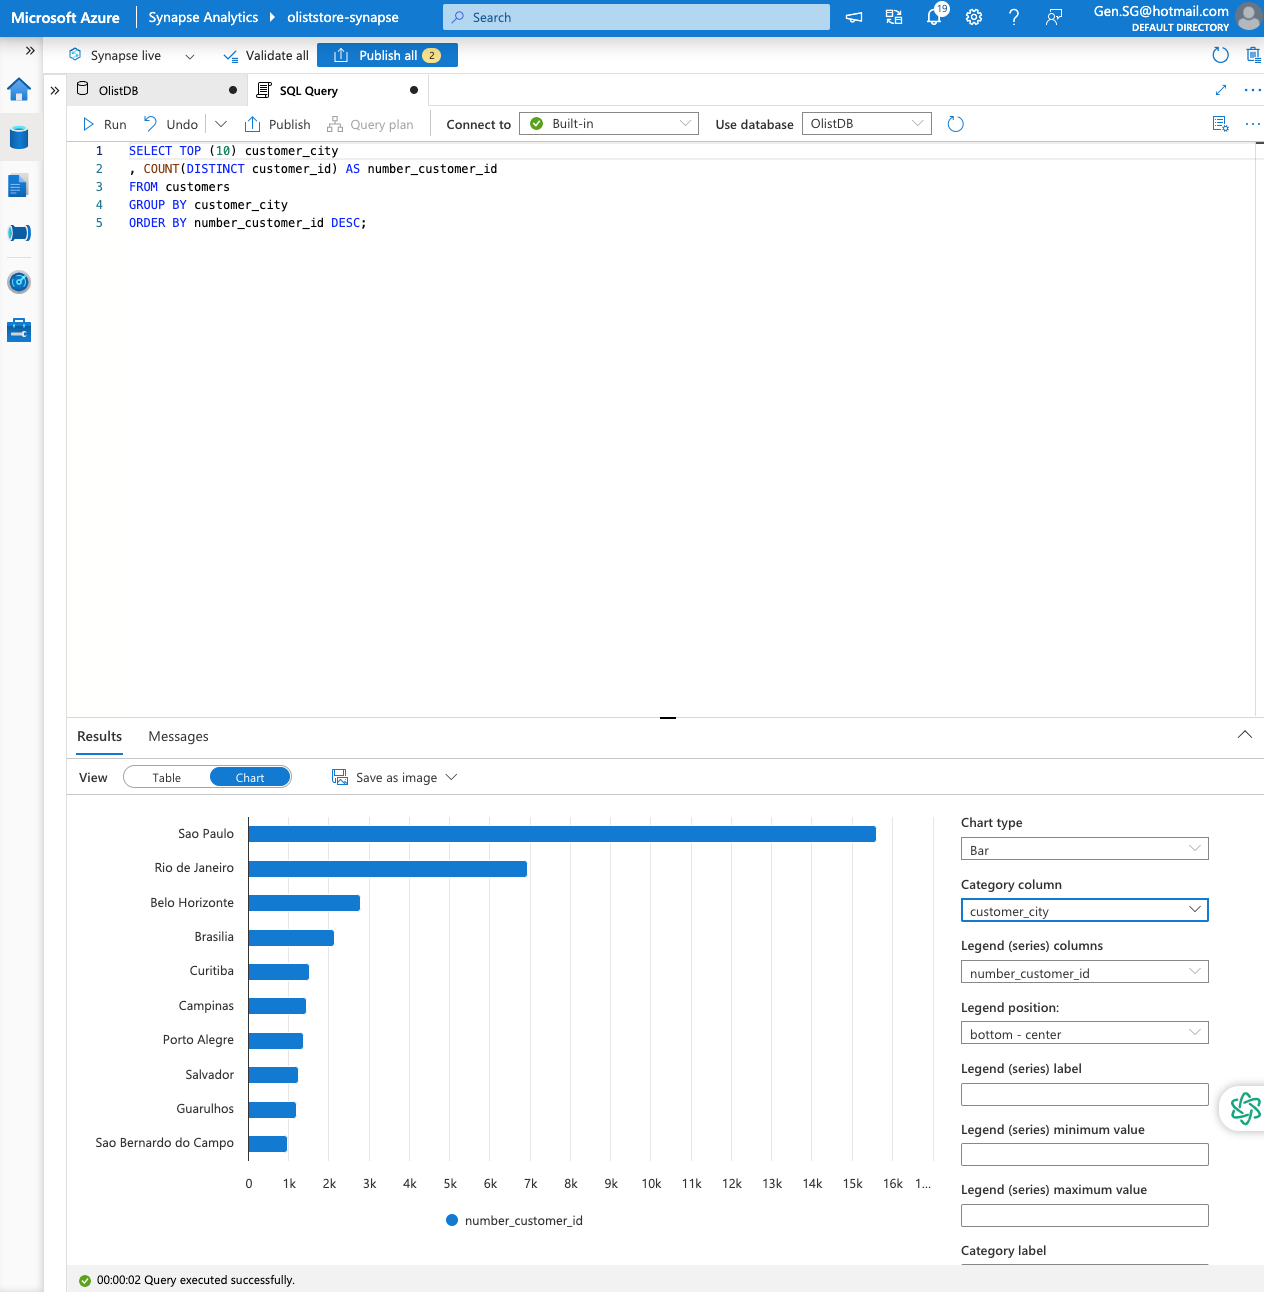 Microsoft Azure
Synapse Analytics
oliststore-synapse
Search
19
Gen.SG@hotmail.com
DEFAULT DIRECTORY
Synapse live
Validate all
Publish all
2
OlistDB
SQL Query
Run
Undo
Publish
Query plan
Connect to
Built-in
Use database
OlistDB
1 SELECT TOP (10) customer_city
2 , COUNT(DISTINCT customer_id) AS number_customer_id
3 FROM customers
4 GROUP BY customer_city
5 ORDER BY number_customer_id DESC;
Results
Messages
View
Table
Chart
Save as image
Sao Paulo
Rio de Janeiro
Belo Horizonte
Brasilia
Curitiba
Campinas
Porto Alegre
Salvador
Guarulhos
Sao Bernardo do Campo
0 1k 2k 3k 4k 5k 6k 7k 8k 9k 10k 11k 12k 13k 14k 15k 16k 1...
number_customer_id
Chart type
Bar
Category column
customer_city
Legend (series) columns
number_customer_id
Legend position:
bottom - center
Legend (series) label
Legend (series) minimum value
Legend (series) maximum value
Category label
00:00:02 Query executed successfully.